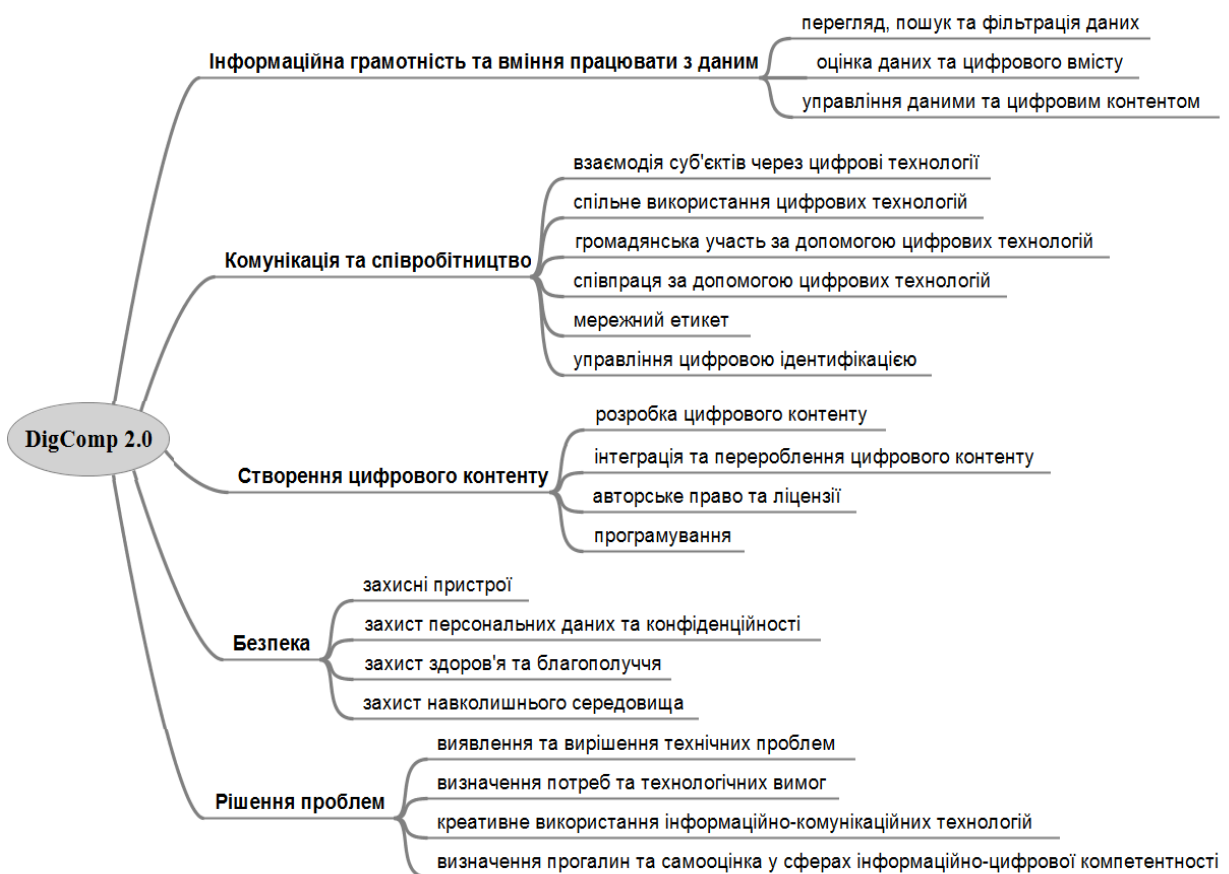 DigComp 2.0
Інформаційна грамотність та вміння працювати з даним
перегляд, пошук та фільтрація даних
оцінка даних та цифрового вмісту
управління даними та цифровим контентом
Комунікація та співробітництво
взаємодія суб'єктів через цифрові технології
спільне використання цифрових технологій
громадянська участь за допомогою цифрових технологій
співпраця за допомогою цифрових технологій
мережний етикет
управління цифровою ідентифікацією
Створення цифрового контенту
розробка цифрового контенту
інтеграція та перероблення цифрового контенту
авторське право та ліцензії
програмування
Безпека
захисні пристрої
захист персональних даних та конфіденційності
захист здоров'я та благополуччя
захист навколишнього середовища
Рішення проблем
виявлення та вирішення технічних проблем
визначення потреб та технологічних вимог
креативне використання інформаційно-комунікаційних технологій
визначення прогалин та самооцінка у сферах інформаційно-цифрової компетентності